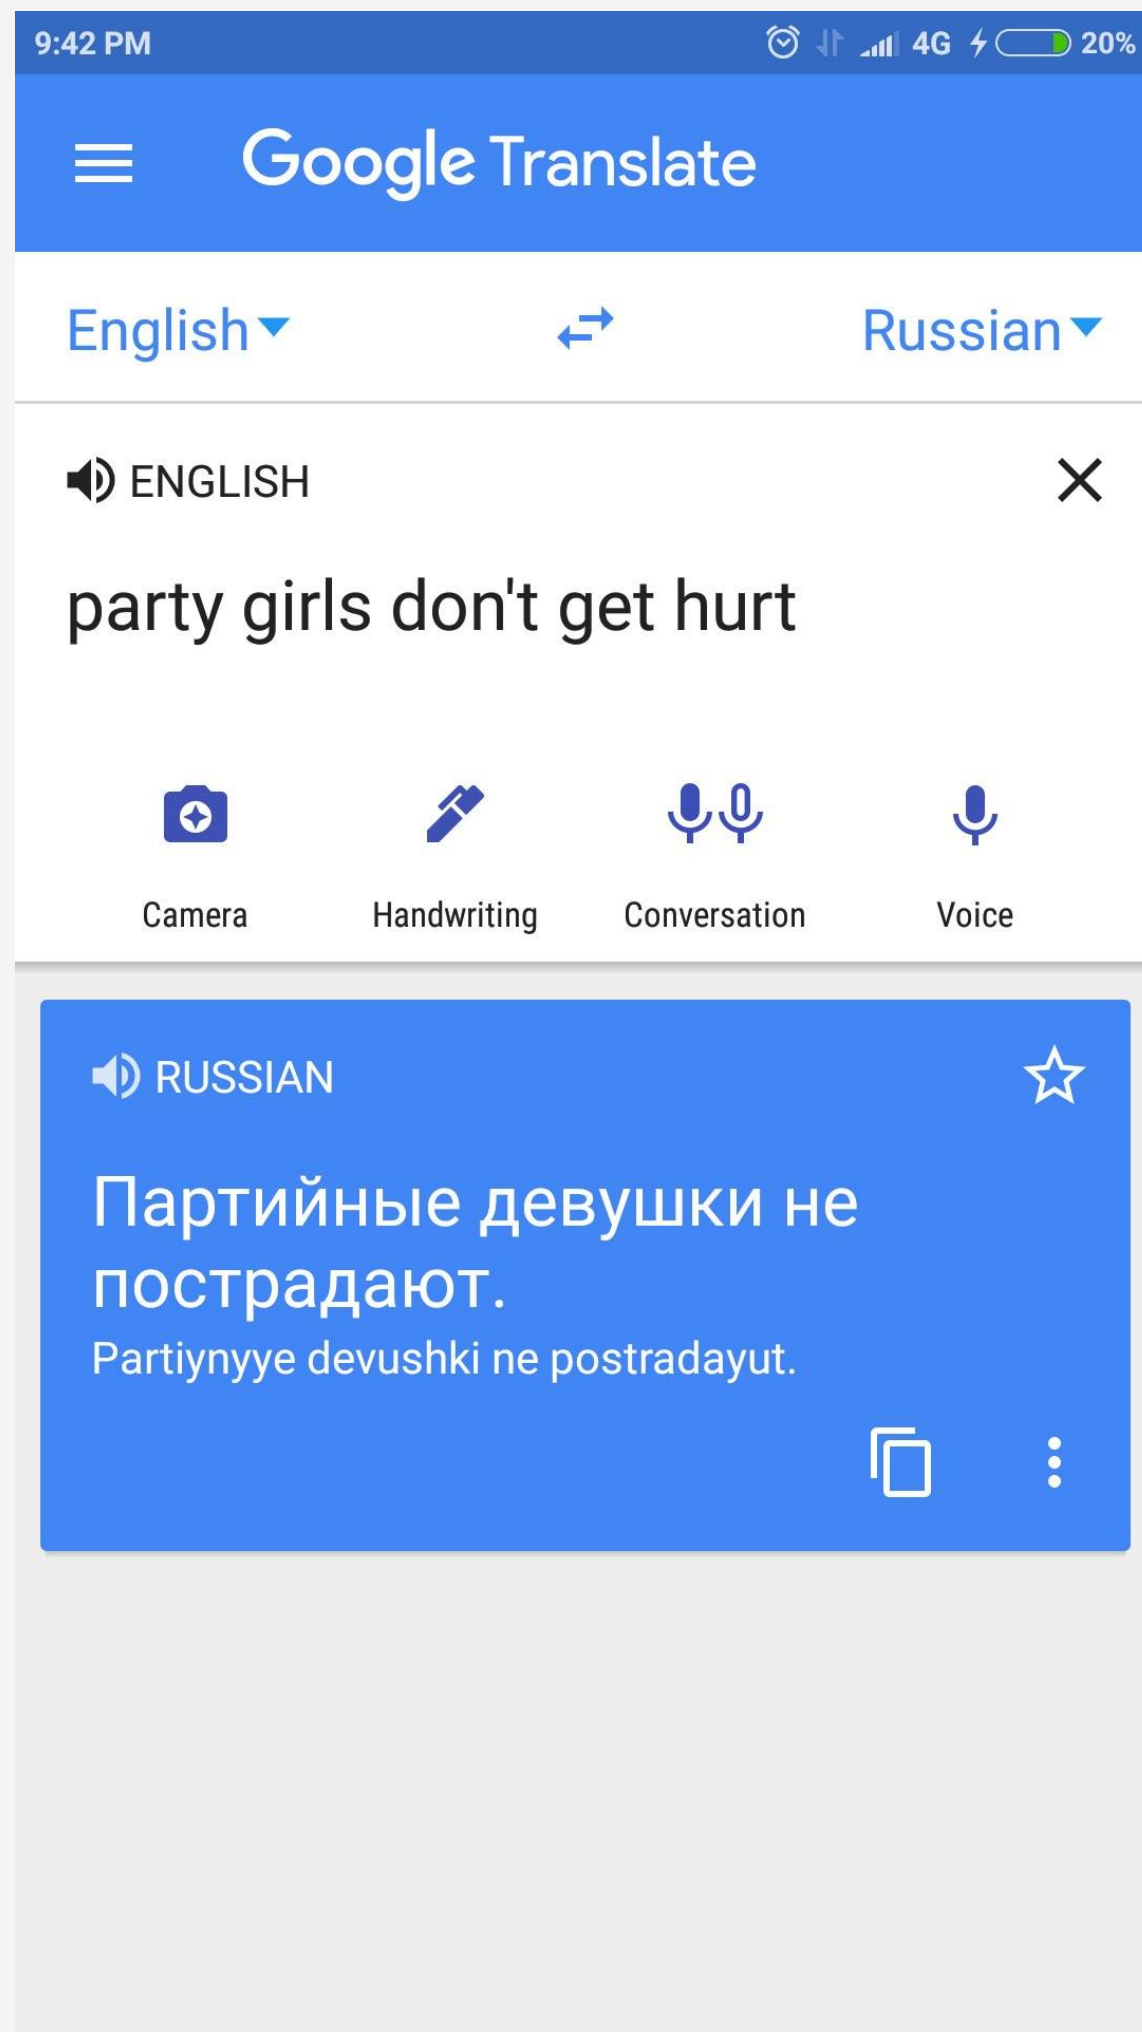 9:42 PM 4G 20%
Google Translate
English Russian
ENGLISH
party girls don't get hurt
Camera Handwriting Conversation Voice
RUSSIAN
Партийные девушки не
пострадают.
Partiynyye devushki ne postradayut.